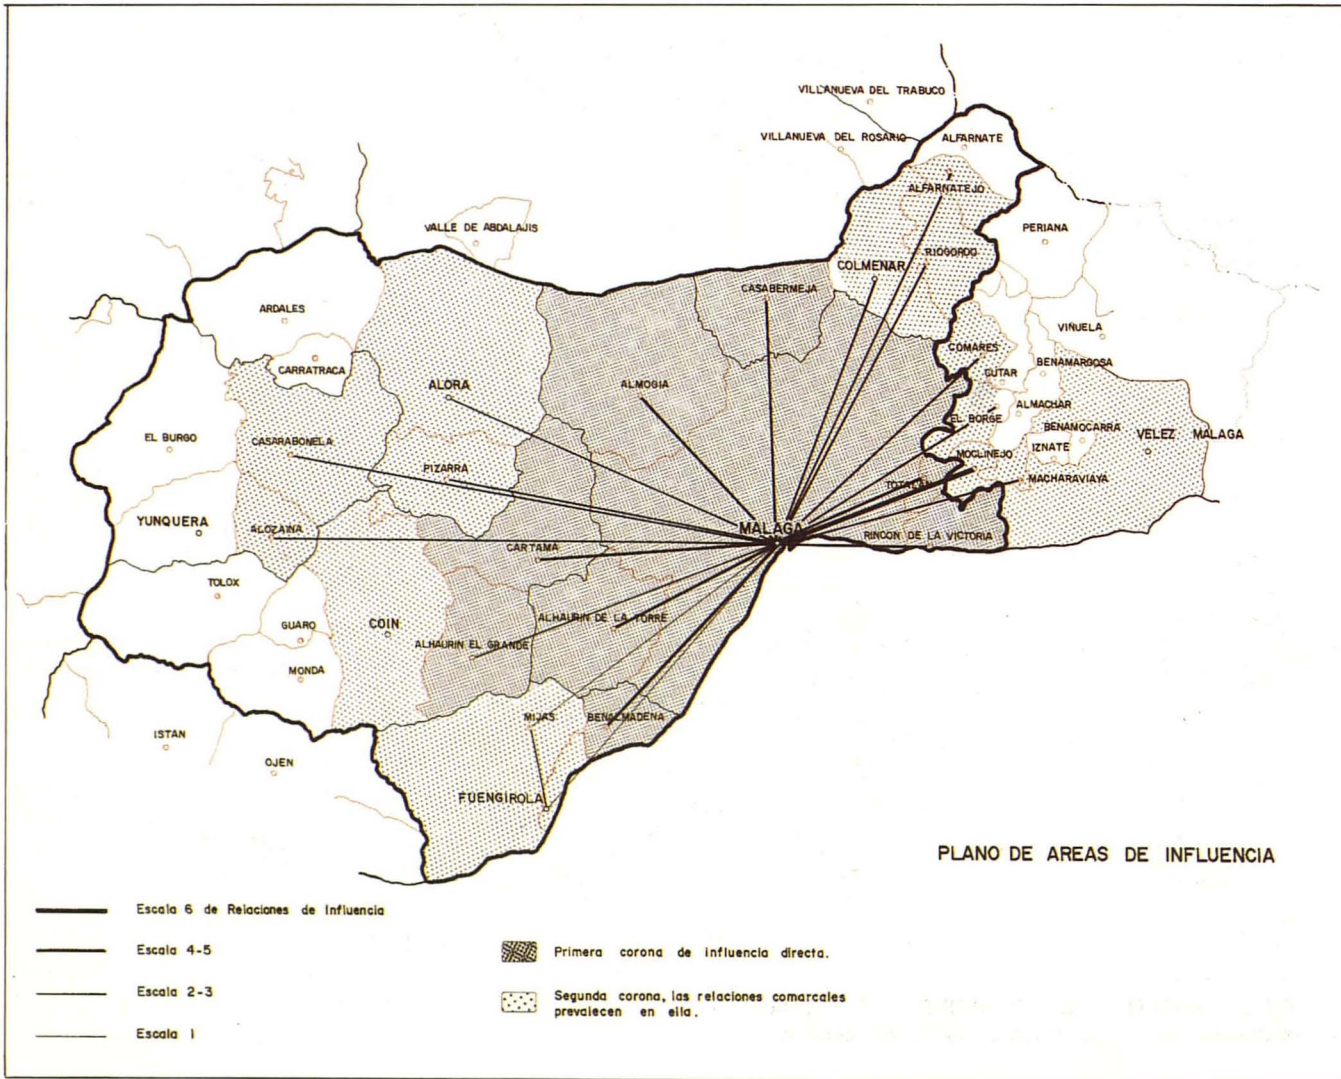 VILLANUEVA DEL TRABUCO
VILLANUEVA DEL ROSARIO
ALFARNATE
ALFARNATEJO
VALLE DE ABDALAJIS
PERIANA
RIOGORDO
COLMENAR
CASABERMEJA
ARDALES
VIÑUELA
COMARES
BENAMARGOSA
CARRATRACA
CUTAR
ALORA
ALMOGIA
ALMACHAR
EL BORGE
BENAMOCARRA
EL BURGO
CASARABONELA
VELEZ MALAGA
IZNATE
MOCLINEJO
PIZARRA
MACHARAVIAYA
TOTALAN
YUNQUERA
ALOZAINA
MALAGA
RINCON DE LA VICTORIA
CARTAMA
TOLOX
GUARO
COIN
ALHAURIN DE LA TORRE
ALHAURIN EL GRANDE
MONDA
MIJAS
BENALMADENA
ISTAN
OJEN
FUENGIROLA
PLANO DE AREAS DE INFLUENCIA
Escala 6 de Relaciones de Influencia
Escala 4-5
Escala 2-3
Escala 1
Primera corona de influencia directa.
Segunda corona, las relaciones comarcales
prevalecen en ella.